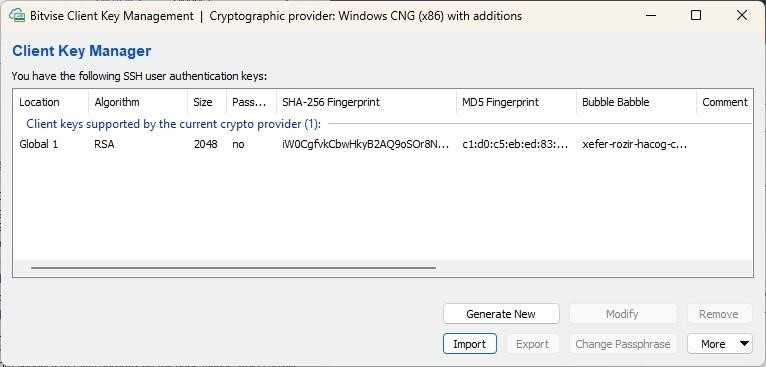 Bitvise Client Key Management | Cryptographic provider: Windows CNG (x86) with additions
Client Key Manager
You have the following SSH user authentication keys:
Location Algorithm Size Pass... SHA-256 Fingerprint MD5 Fingerprint Bubble Babble Comment
Client keys supported by the current crypto provider (1):
Global 1 RSA 2048 no iW0CgfvkCbwHkyB2AQ9oSOr8N... c1:d0:c5:eb:ed:83:... xefer-rozir-hacog-c...
Generate New Modify Remove
Import Export Change Passphrase More